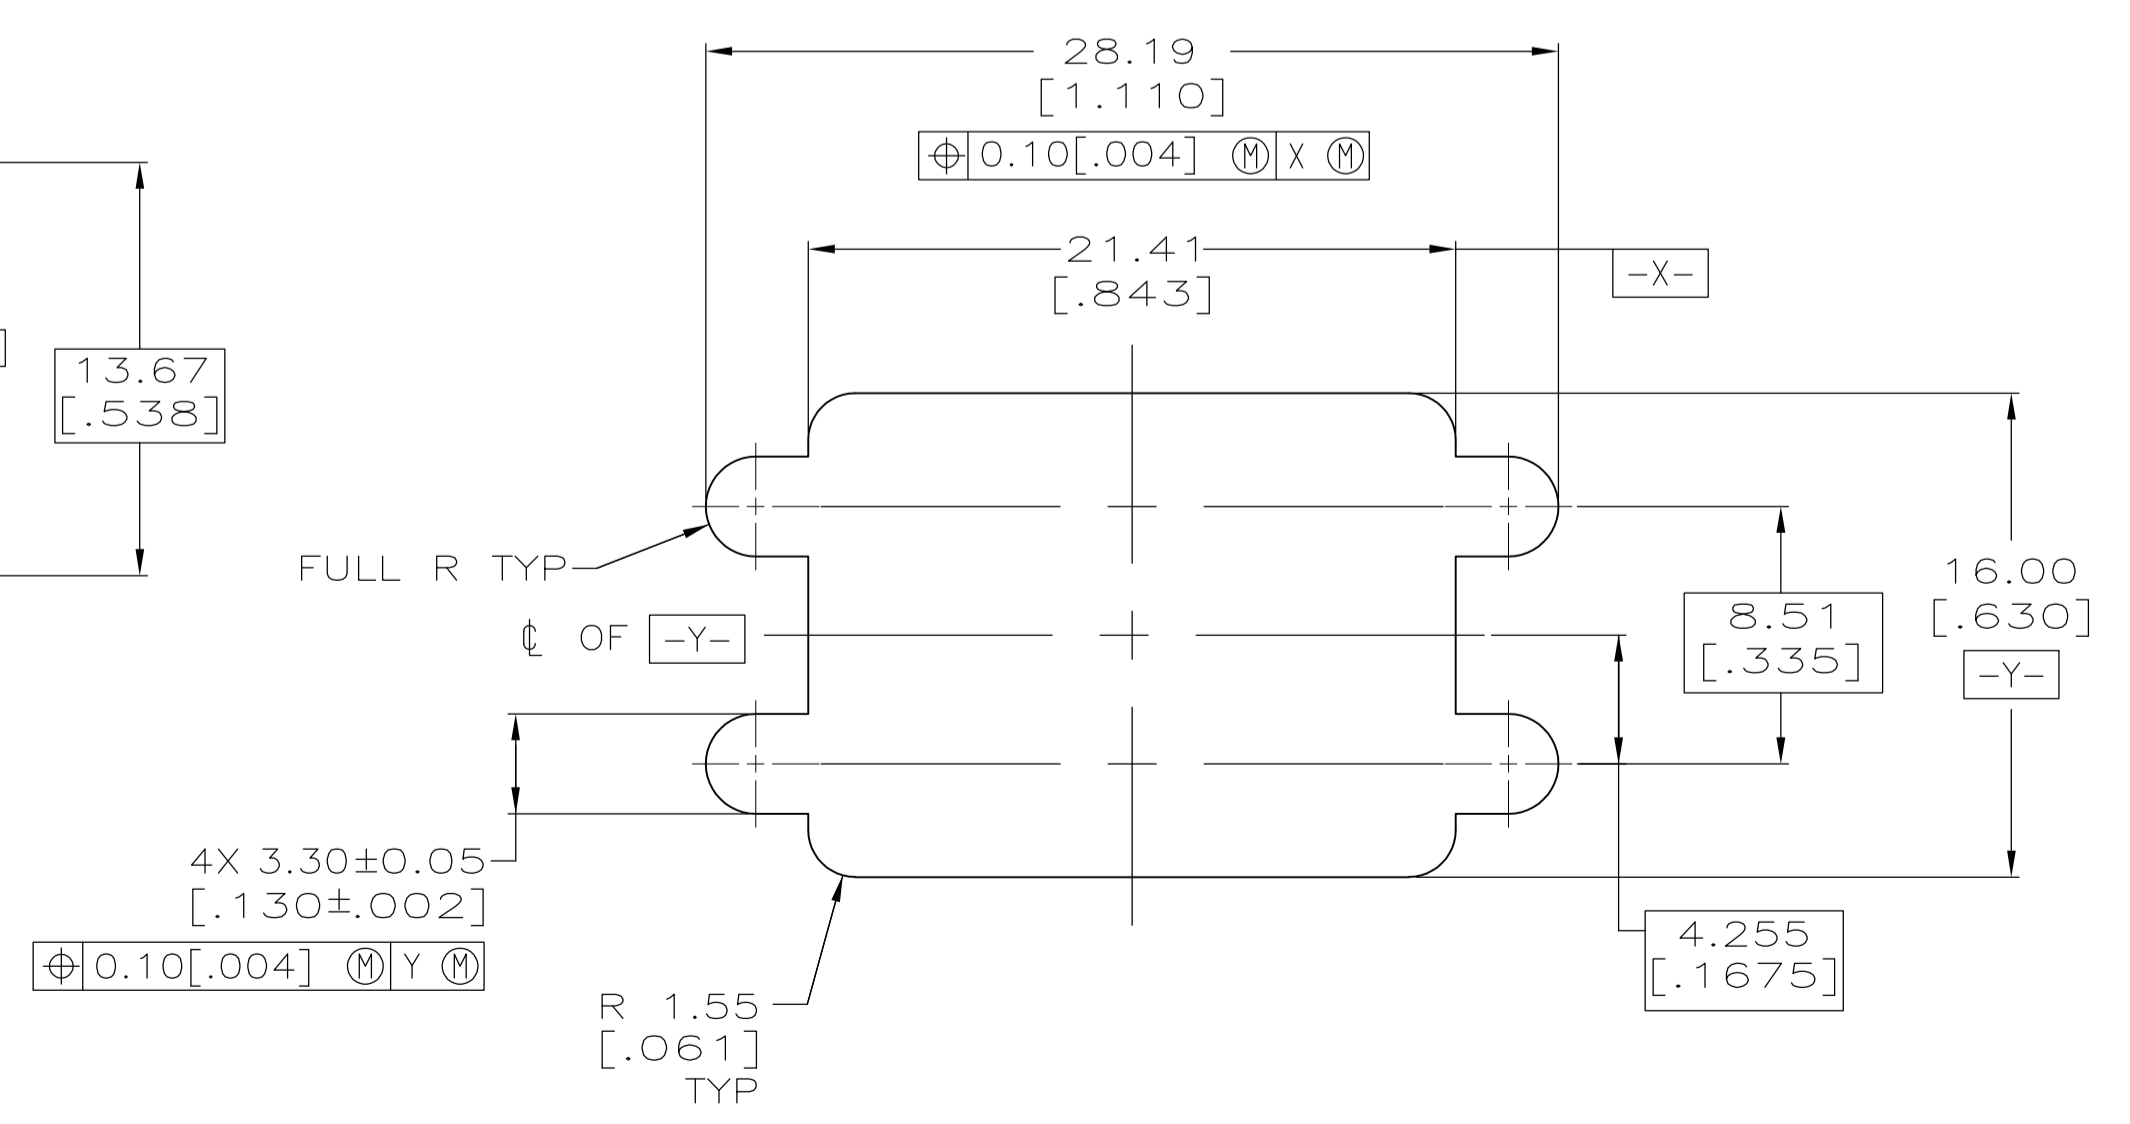 28.19
[1.110]
⌖ 0.10[.004] Ⓜ X Ⓜ
21.41
[.843]
-X-
13.67
[.538]
FULL R TYP
℄ OF -Y-
8.51
[.335]
16.00
[.630]
-Y-
4X 3.30±0.05
[.130±.002]
⌖ 0.10[.004] Ⓜ Y Ⓜ
4.255
[.1675]
R 1.55
[.061]
TYP